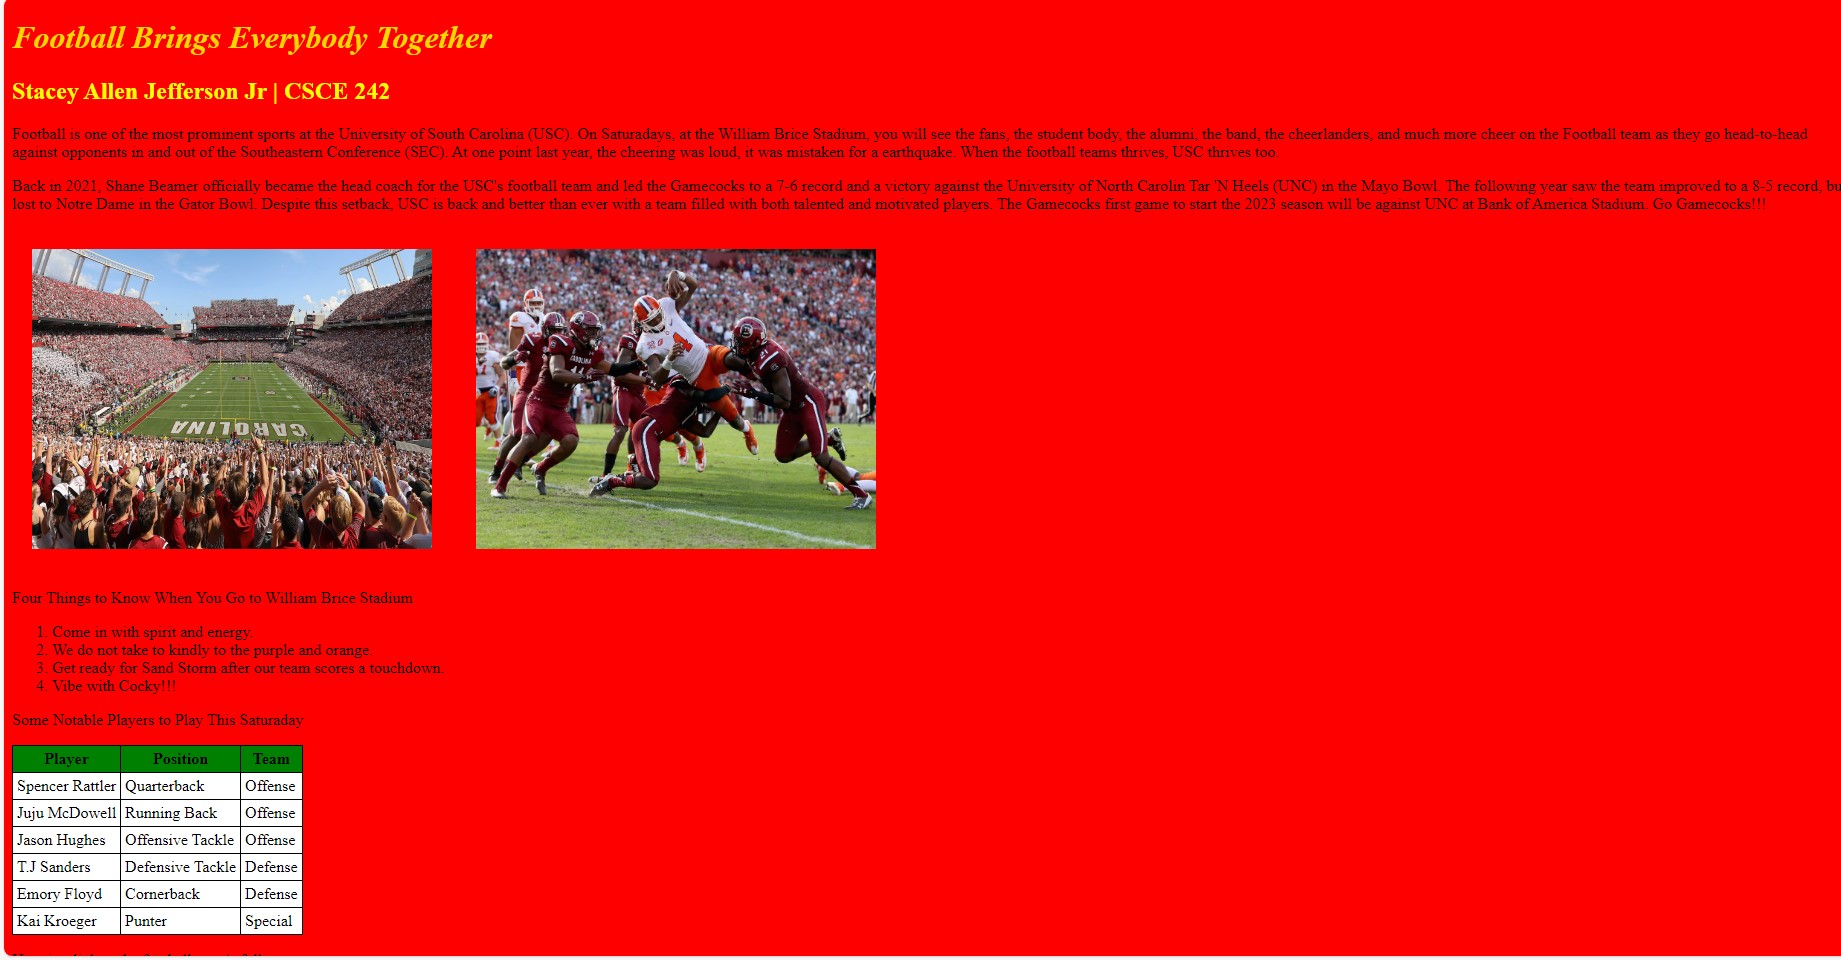 Football Brings Everybody Together
Stacey Allen Jefferson Jr | CSCE 242
Football is one of the most prominent sports at the University of South Carolina (USC). On Saturdays, at the William Brice Stadium, you will see the fans, the student body, the alumni, the band, the cheerlanders, and much more cheer on the Football team as they go head-to-head
against opponents in and out of the Southeastern Conference (SEC). At one point last year, the cheering was loud, it was mistaken for a earthquake. When the football teams thrives, USC thrives too.
Back in 2021, Shane Beamer officially became the head coach for the USC's football team and led the Gamecocks to a 7-6 record and a victory against the University of North Carolin Tar 'N Heels (UNC) in the Mayo Bowl. The following year saw the team improved to a 8-5 record, bu
lost to Notre Dame in the Gator Bowl. Despite this setback, USC is back and better than ever with a team filled with both talented and motivated players. The Gamecocks first game to start the 2023 season will be against UNC at Bank of America Stadium. Go Gamecocks!!!
CAROLINA
CAROLINA
4
21
Four Things to Know When You Go to William Brice Stadium
1. Come in with spirit and energy.
2. We do not take to kindly to the purple and orange.
3. Get ready for Sand Storm after our team scores a touchdown.
4. Vibe with Cocky!!!
Some Notable Players to Play This Saturday
Player Position Team
Spencer Rattler Quarterback Offense
Juju McDowell Running Back Offense
Jason Hughes Offensive Tackle Offense
T.J Sanders Defensive Tackle Defense
Emory Floyd Cornerback Defense
Kai Kroeger Punter Special